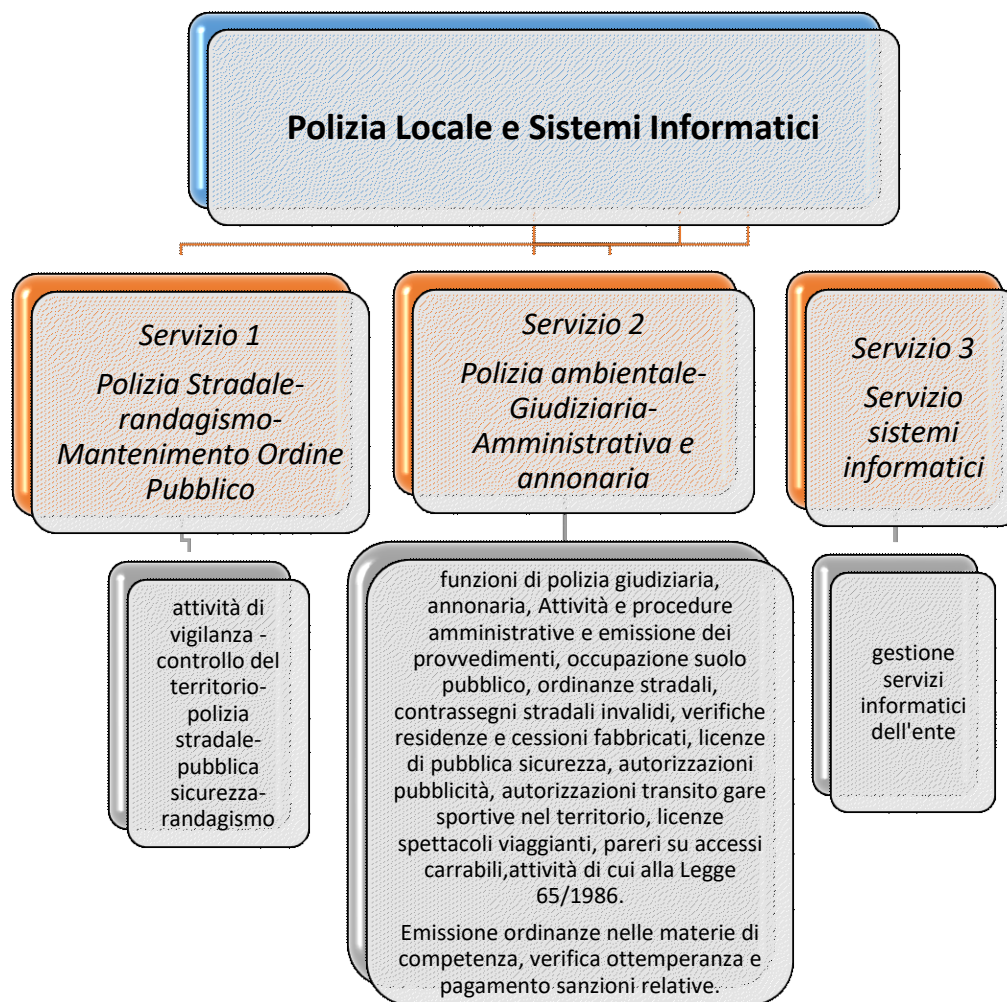 Polizia Locale e Sistemi Informatici
Servizio 1
Polizia Stradale-
randagismo-
Mantenimento Ordine
Pubblico
attività di
vigilanza -
controllo del
territorio-
polizia
stradale-
pubblica
sicurezza-
randagismo
Servizio 2
Polizia ambientale-
Giudiziaria-
Amministrativa e
annonaria
funzioni di polizia giudiziaria,
annonaria, Attività e procedure
amministrative e emissione dei
provvedimenti, occupazione suolo
pubblico, ordinanze stradali,
contrassegni stradali invalidi, verifiche
residenze e cessioni fabbricati, licenze
di pubblica sicurezza, autorizzazioni
pubblicità, autorizzazioni transito gare
sportive nel territorio, licenze
spettacoli viaggianti, pareri su accessi
carrabili,attività di cui alla Legge
65/1986.
Emissione ordinanze nelle materie di
competenza, verifica ottemperanza e
pagamento sanzioni relative.
Servizio 3
Servizio
sistemi
informatici
gestione
servizi
informatici
dell'ente